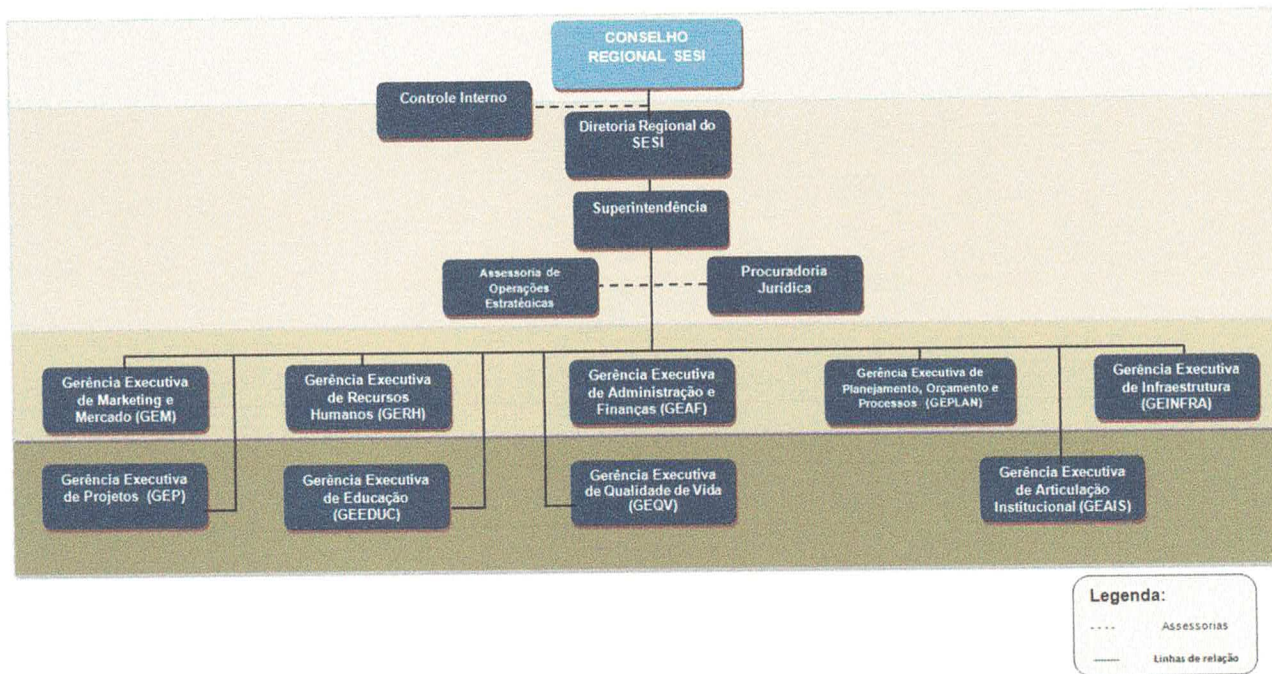 CONSELHO
REGIONAL SESI
Controle Interno
Diretoria Regional do
SESI
Superintendência
Assessoria de
Operações
Estratégicas
Procuradoria
Jurídica
Gerência Executiva
de Marketing e
Mercado (GEM)
Gerência Executiva
de Recursos
Humanos (GERH)
Gerência Executiva
de Administração e
Finanças (GEAF)
Gerência Executiva de
Planejamento, Orçamento e
Processos (GEPLAN)
Gerência Executiva
de Infraestrutura
(GEINFRA)
Gerência Executiva
de Projetos (GEP)
Gerência Executiva
de Educação
(GEEDUC)
Gerência Executiva
de Qualidade de Vida
(GEQV)
Gerência Executiva
de Articulação
Institucional (GEAIS)
Legenda:
Assessorias
Linhas de relação